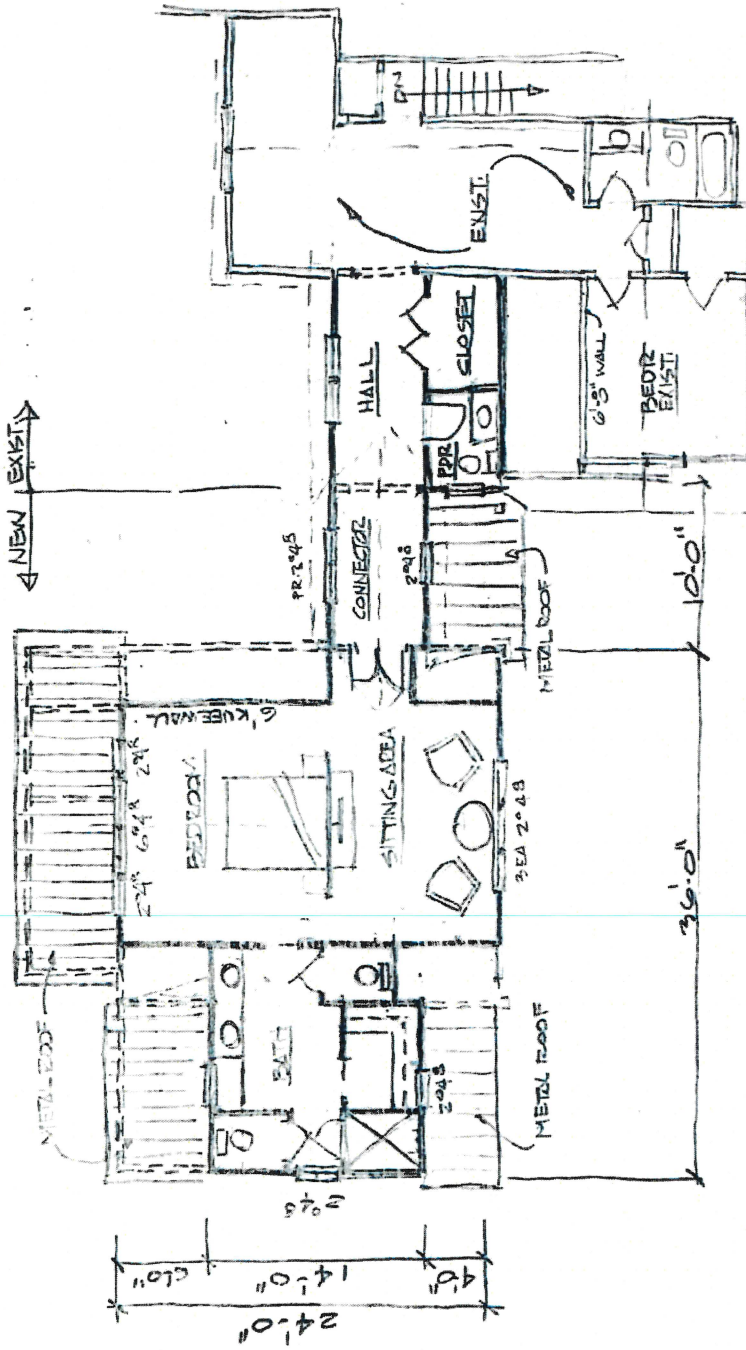 NEW EXIST.
DN
EXIST.
HALL
CLOSET
PDR
6'-8" WALL
BEDR
EXIST.
PR. 2⁰4⁸
CONNECTOR
2⁰4⁸
METAL ROOF
10'-0"
6' KNEEWALL
BEDROOM
SITTING AREA
2⁰4⁸ 6⁰4⁸ 2⁰4⁸
3 EA 2⁰4⁸
36'-0"
METAL ROOF
BATH
2⁰4⁸
METAL ROOF
2⁰4⁸
6'-0"
14'-0"
4'-0"
24'-0"